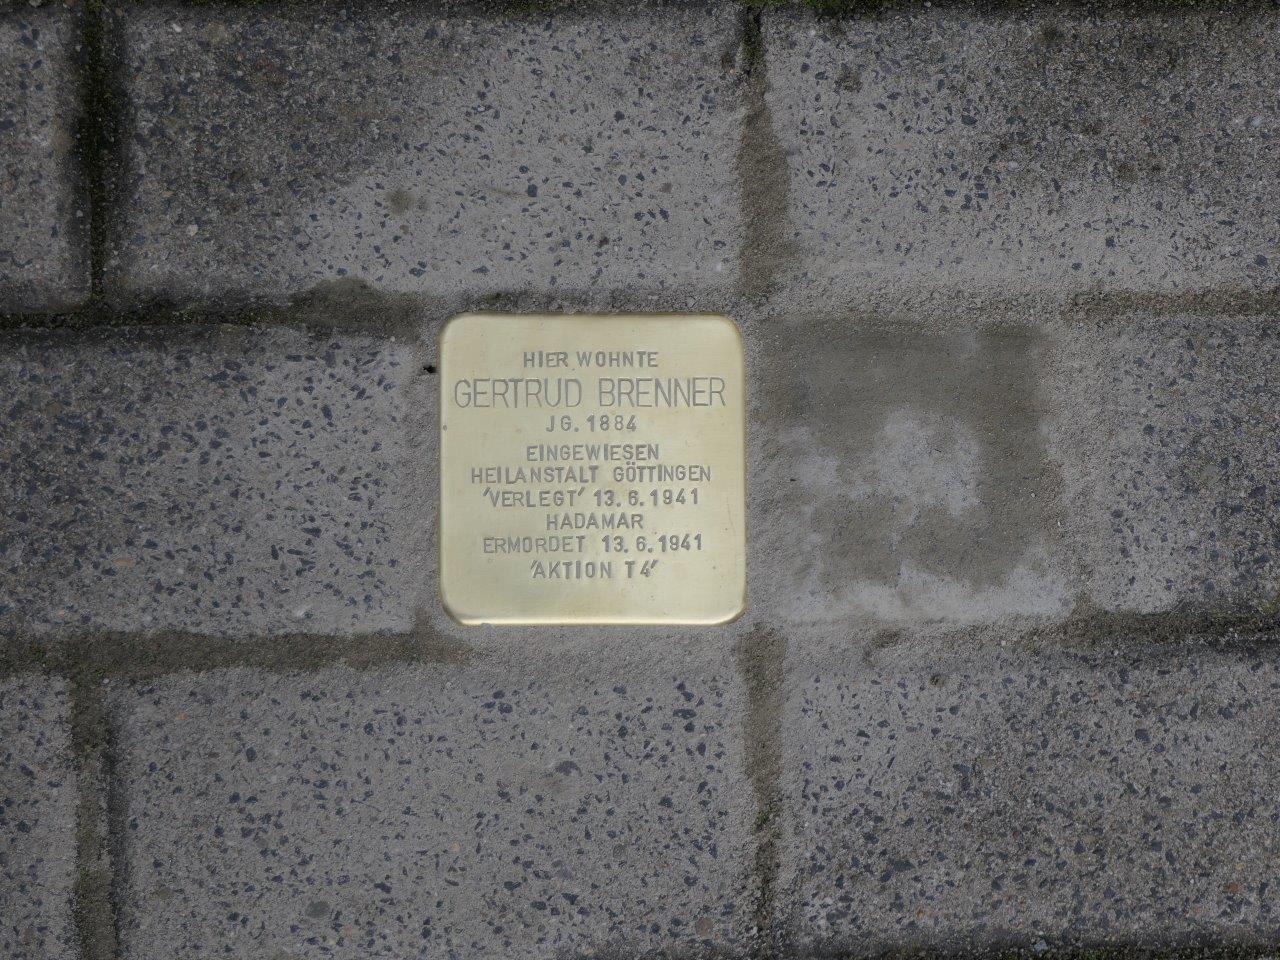 HIER WOHNTE
GERTRUD BRENNER
JG. 1884
EINGEWIESEN
HEILANSTALT GÖTTINGEN
'VERLEGT' 13.6.1941
HADAMAR
ERMORDET 13.6.1941
'AKTION T4'